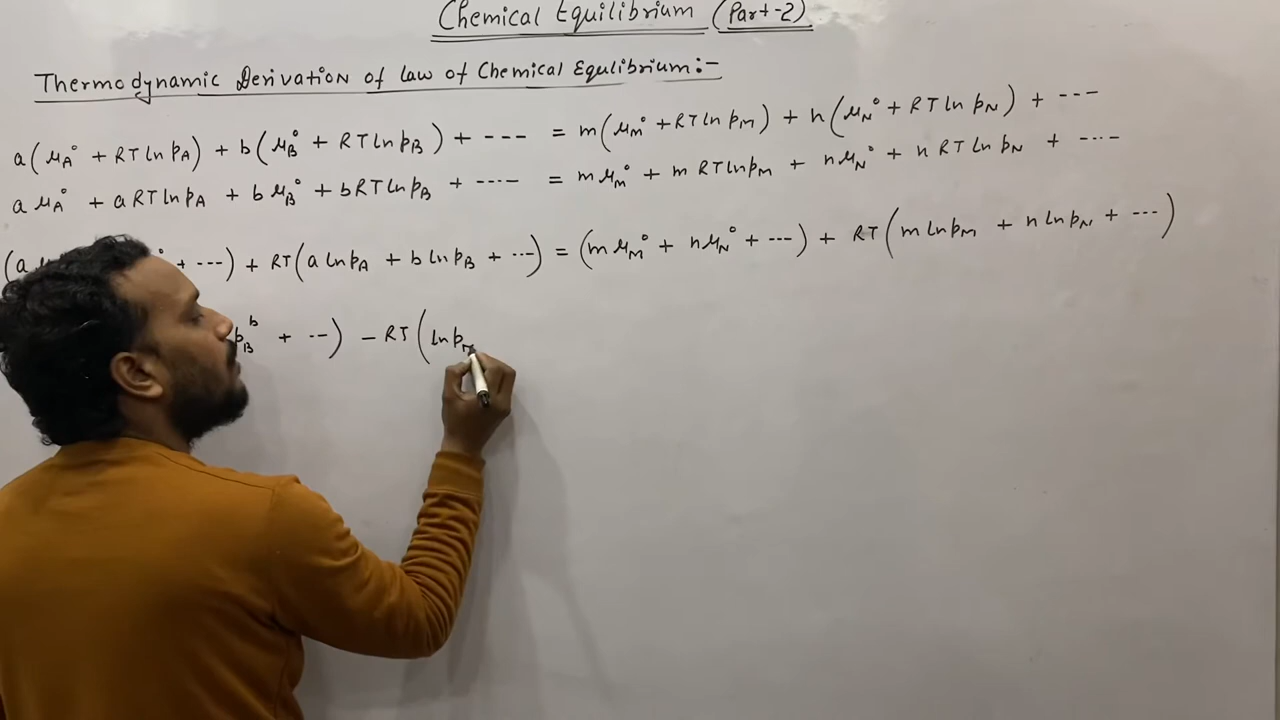 Chemical Equilibrium (Part-2)
Thermodynamic Derivation of Law of Chemical Equlibrium:-
a(μA° + RT ln pA) + b(μB° + RT ln pB) + --- = m(μM° + RT ln pM) + n(μN° + RT ln pN) + ---
a μA° + a RT ln pA + b μB° + b RT ln pB + ---- = m μM° + m RT ln pM + n μN° + n RT ln pN + ----
(a ° + ---) + RT(a ln pA + b ln pB + ---) = (m μM° + n μN° + ---) + RT(m ln pM + n ln pN + ---)
pB^b + ---) - RT(ln pM